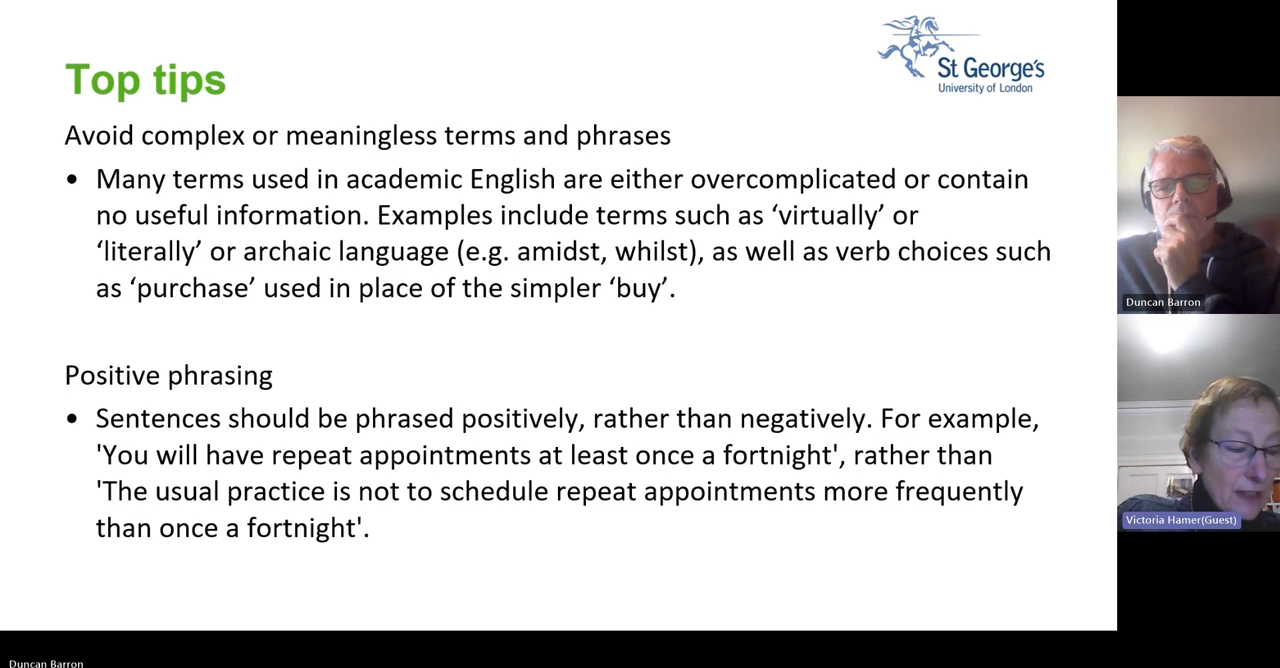 St George's
University of London
Top tips
Avoid complex or meaningless terms and phrases
• Many terms used in academic English are either overcomplicated or contain
no useful information. Examples include terms such as ‘virtually’ or
‘literally’ or archaic language (e.g. amidst, whilst), as well as verb choices such
as ‘purchase’ used in place of the simpler ‘buy’.
Positive phrasing
• Sentences should be phrased positively, rather than negatively. For example,
'You will have repeat appointments at least once a fortnight', rather than
'The usual practice is not to schedule repeat appointments more frequently
than once a fortnight'.
Duncan Barron
Victoria Hamer(Guest)
Duncan Barron